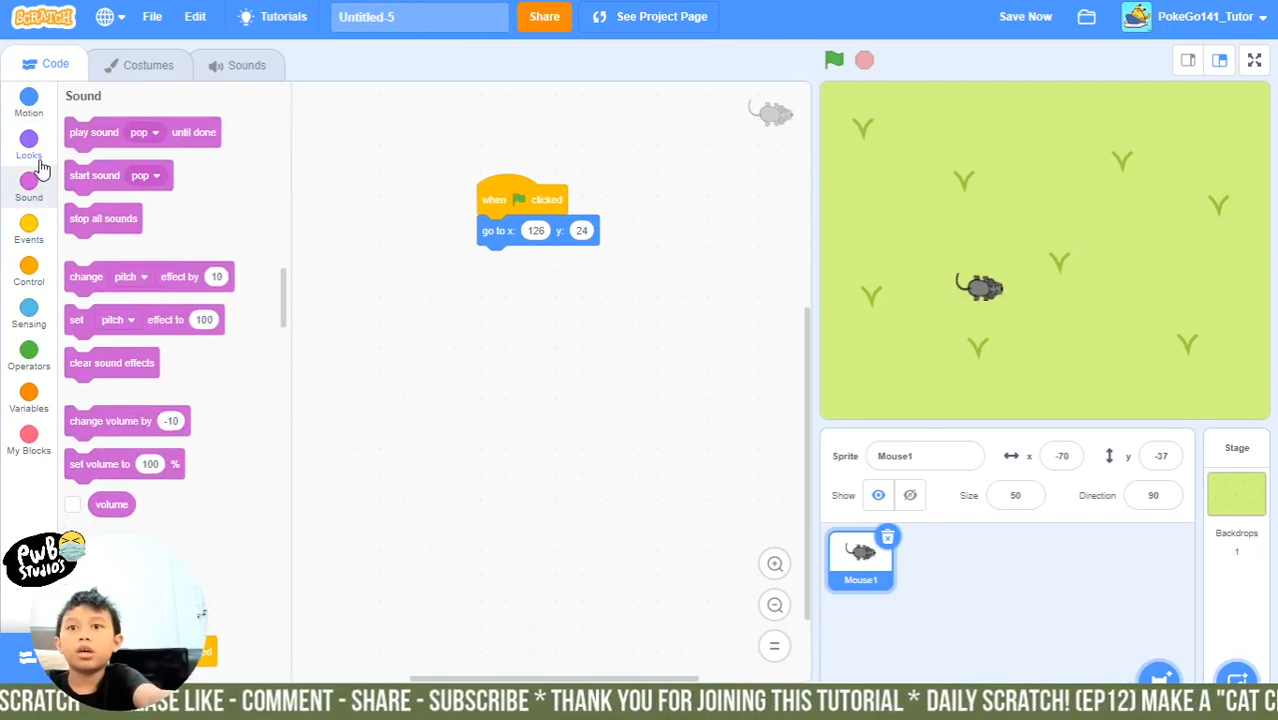 SCRATCH File Edit Tutorials Untitled-5 Share See Project Page Save Now PokeGo141_Tutor
Code Costumes Sounds
Motion
Looks
Sound
Events
Control
Sensing
Operators
Variables
My Blocks
Sound
play sound pop until done
start sound pop
stop all sounds
change pitch effect by 10
set pitch effect to 100
clear sound effects
change volume by -10
set volume to 100 %
volume
when clicked
go to x: 126 y: 24
Sprite Mouse1 x -70 y -37
Show Size 50 Direction 90
Mouse1
Stage
Backdrops
1
PWB
STUDIO'S
SCRATCH - PLEASE LIKE - COMMENT - SHARE - SUBSCRIBE * THANK YOU FOR JOINING THIS TUTORIAL * DAILY SCRATCH! (EP12) MAKE A "CAT C